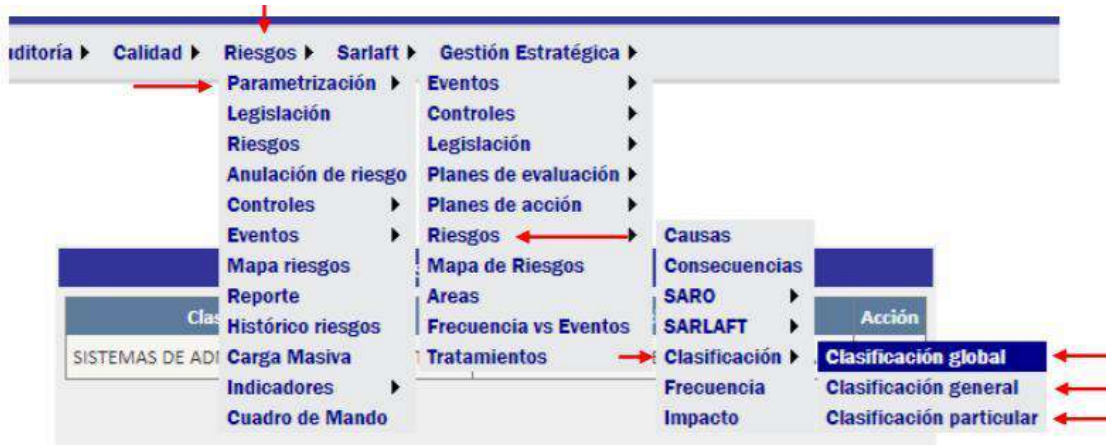 Calidad Riesgos Sarlaft Gestión Estratégica
Parametrización
Legislación
Riesgos
Anulación de riesgo
Controles
Eventos
Mapa riesgos
Reporte
Histórico riesgos
Carga Masiva
Indicadores
Cuadro de Mando
Eventos
Controles
Legislación
Planes de evaluación
Planes de acción
Riesgos
Mapa de Riesgos
Areas
Frecuencia vs Eventos
Tratamientos
Causas
Consecuencias
SARO
SARLAFT
Clasificación
Frecuencia
Impacto
Clasificación global
Clasificación general
Clasificación particular
Acción
SISTEMAS DE